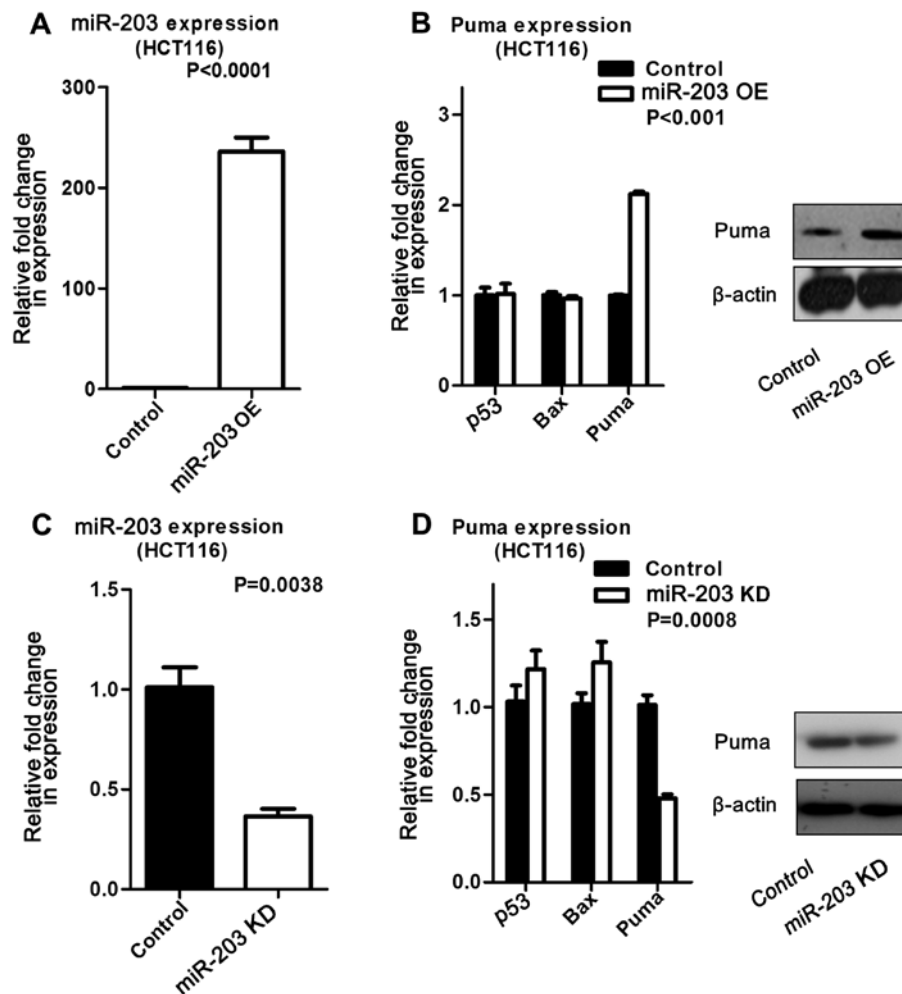 A
miR-203 expression
(HCT116)
P<0.0001
Relative fold change
in expression
300
200
100
0
Control
miR-203 OE
B
Puma expression
(HCT116)
Control
miR-203 OE
P<0.001
Relative fold change
in expression
3
2
1
0
p53
Bax
Puma
Puma
β-actin
Control
miR-203 OE
C
miR-203 expression
(HCT116)
P=0.0038
Relative fold change
in expression
1.5
1.0
0.5
0.0
Control
miR-203 KD
D
Puma expression
(HCT116)
Control
miR-203 KD
P=0.0008
Relative fold change
in expression
1.5
1.0
0.5
0.0
p53
Bax
Puma
Puma
β-actin
Control
miR-203 KD